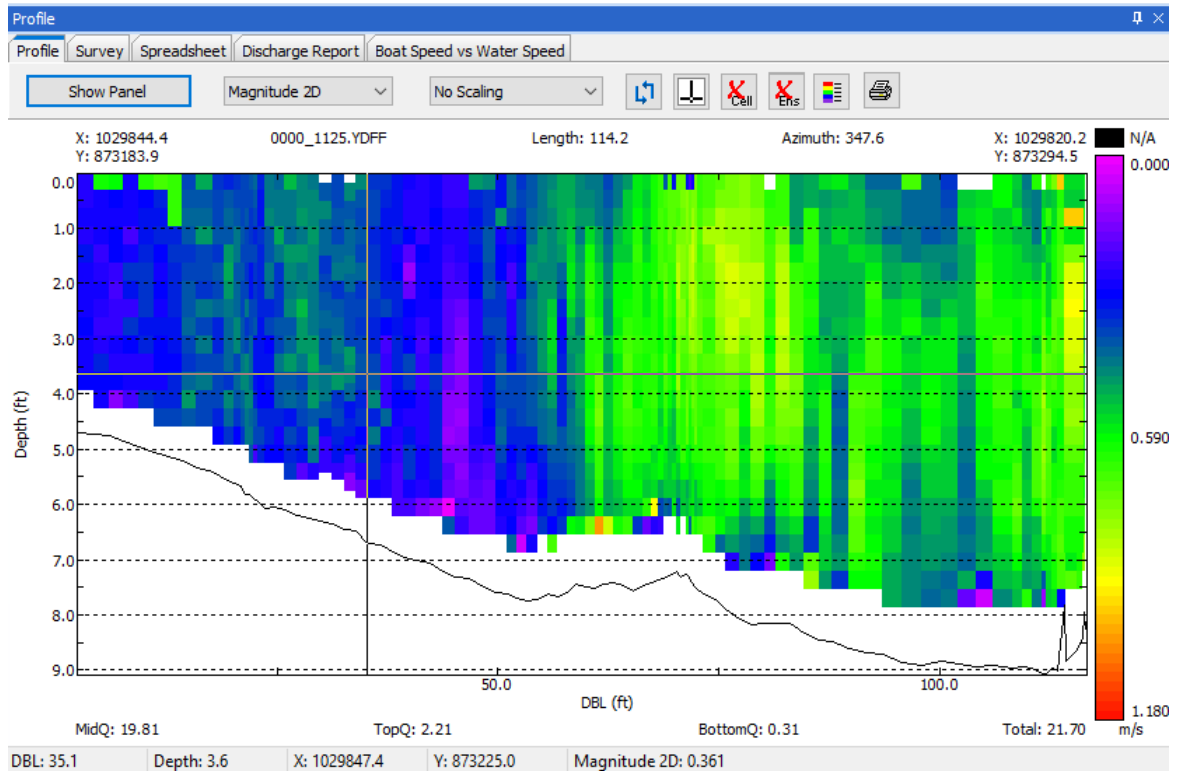 Profile
Profile Survey Spreadsheet Discharge Report Boat Speed vs Water Speed
Show Panel Magnitude 2D No Scaling Cell Ens
X: 1029844.4 0000_1125.YDFF Length: 114.2 Azimuth: 347.6 X: 1029820.2 N/A
Y: 873183.9 Y: 873294.5
0.000
0.0
1.0
2.0
3.0
4.0
Depth (ft)
5.0
0.590
6.0
7.0
8.0
9.0
50.0 100.0
DBL (ft)
1.180
MidQ: 19.81 TopQ: 2.21 BottomQ: 0.31 Total: 21.70 m/s
DBL: 35.1 Depth: 3.6 X: 1029847.4 Y: 873225.0 Magnitude 2D: 0.361